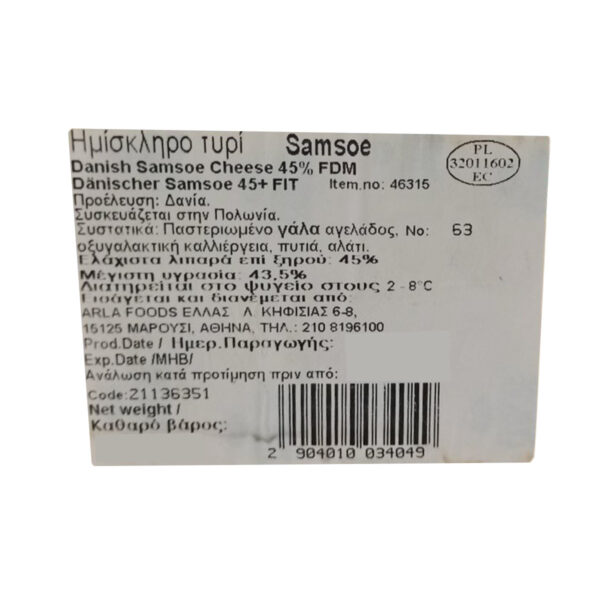 Ημίσκληρο τυρί Samsoe
PL
32011602
EC
Danish Samsoe Cheese 45% FDM
Dänischer Samsoe 45+ FIT Item.no: 46315
Προέλευση: Δανία.
Συσκευάζεται στην Πολωνία.
Συστατικά: Παστεριωμένο γάλα αγελάδος, No: 53
οξυγαλακτική καλλιέργεια, πυτιά, αλάτι.
Ελάχιστα λιπαρά επί ξηρού: 45%
Μέγιστη υγρασία: 43,5%
Διατηρείται στο ψυγείο στους 2 - 8°C
Εισάγεται και διανέμεται από:
ARLA FOODS ΕΛΛΑΣ Λ. ΚΗΦΙΣΙΑΣ 6-8,
15125 ΜΑΡΟΥΣΙ, ΑΘΗΝΑ, ΤΗΛ.: 210 8196100
Prod.Date / Ημερ.Παραγωγής:
Exp.Date /MHB/
Ανάλωση κατά προτίμηση πριν από:
Code:21136351
Net weight /
Καθαρό βάρος:
2 904010 034049